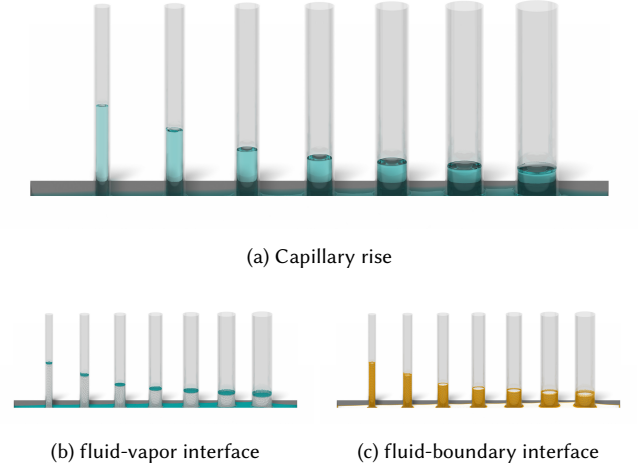 (a) Capillary rise
(b) fluid-vapor interface
(c) fluid-boundary interface